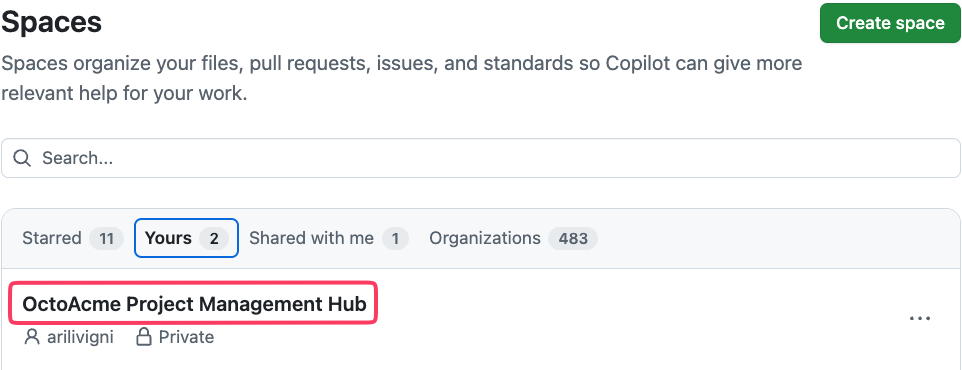 Spaces
Create space
Spaces organize your files, pull requests, issues, and standards so Copilot can give more
relevant help for your work.
Search...
Starred 11 Yours 2 Shared with me 1 Organizations 483
OctoAcme Project Management Hub
arilivigni Private